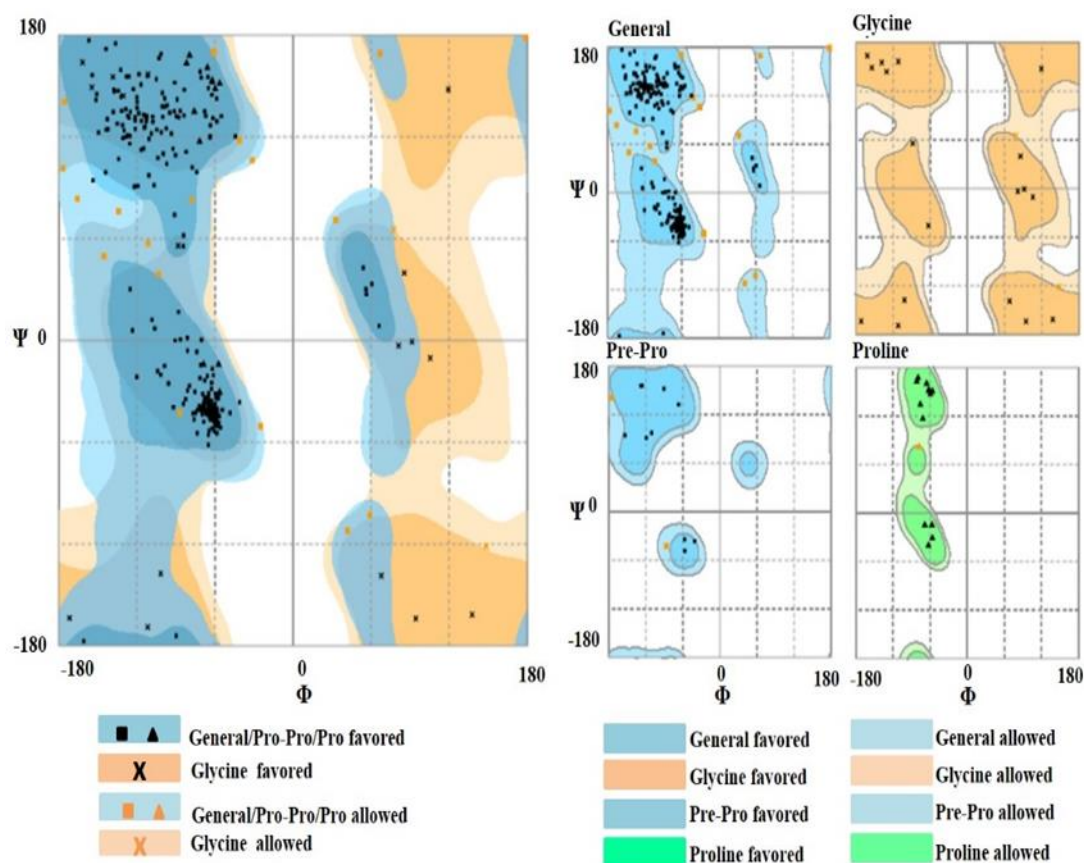 180
Ψ 0
-180
-180
0
180
Φ
General
180
Ψ 0
-180
Glycine
Pre-Pro
180
Ψ 0
-180
0
180
Φ
Proline
-180
0
180
Φ
General/Pro-Pro/Pro favored
X Glycine favored
General/Pro-Pro/Pro allowed
X Glycine allowed
General favored
Glycine favored
Pre-Pro favored
Proline favored
General allowed
Glycine allowed
Pre-Pro allowed
Proline allowed